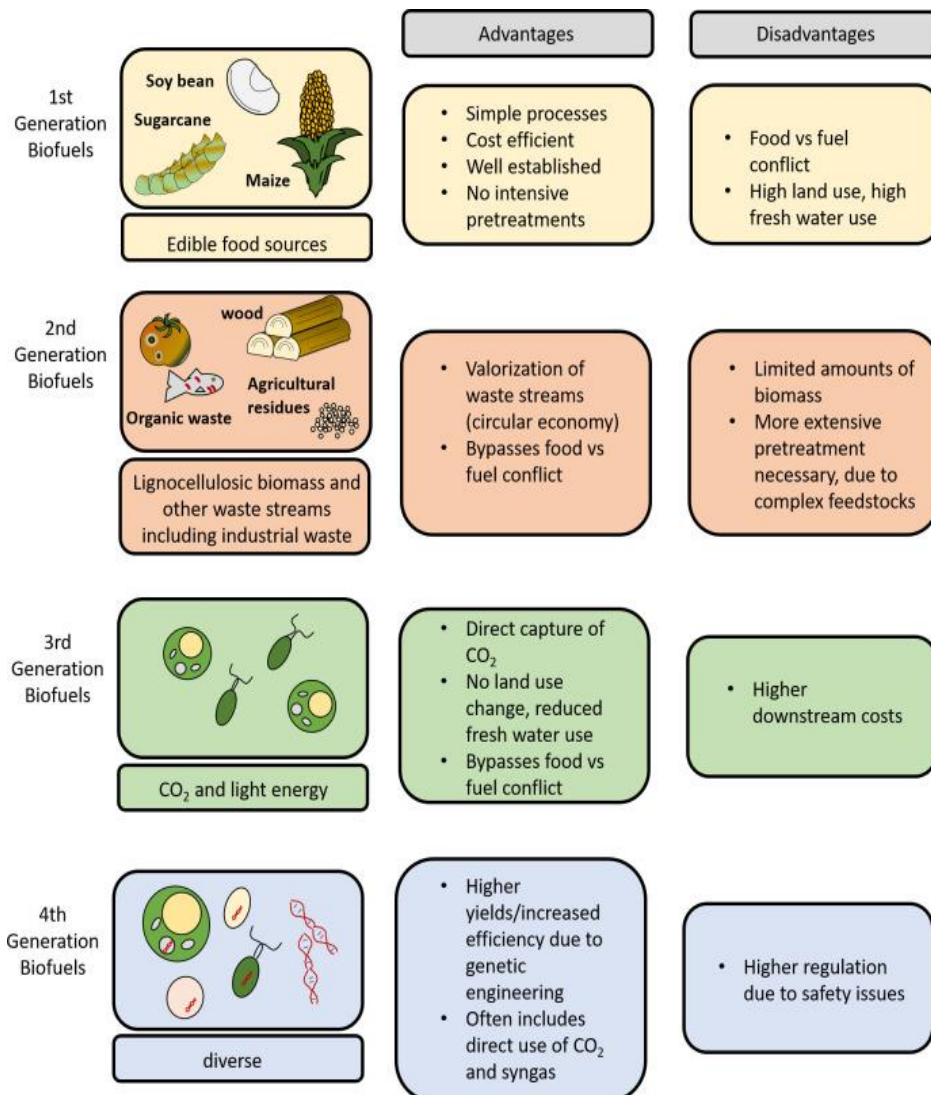 Advantages
Disadvantages
1st
Generation
Biofuels
Soy bean
Sugarcane
Maize
Edible food sources
• Simple processes
• Cost efficient
• Well established
• No intensive
pretreatments
• Food vs fuel
conflict
• High land use, high
fresh water use
2nd
Generation
Biofuels
wood
Organic waste
Agricultural
residues
Lignocellulosic biomass and
other waste streams
including industrial waste
• Valorization of
waste streams
(circular economy)
• Bypasses food vs
fuel conflict
• Limited amounts of
biomass
• More extensive
pretreatment
necessary, due to
complex feedstocks
3rd
Generation
Biofuels
CO₂ and light energy
• Direct capture of
CO₂
• No land use
change, reduced
fresh water use
• Bypasses food vs
fuel conflict
• Higher
downstream costs
4th
Generation
Biofuels
diverse
• Higher
yields/increased
efficiency due to
genetic
engineering
• Often includes
direct use of CO₂
and syngas
• Higher regulation
due to safety issues